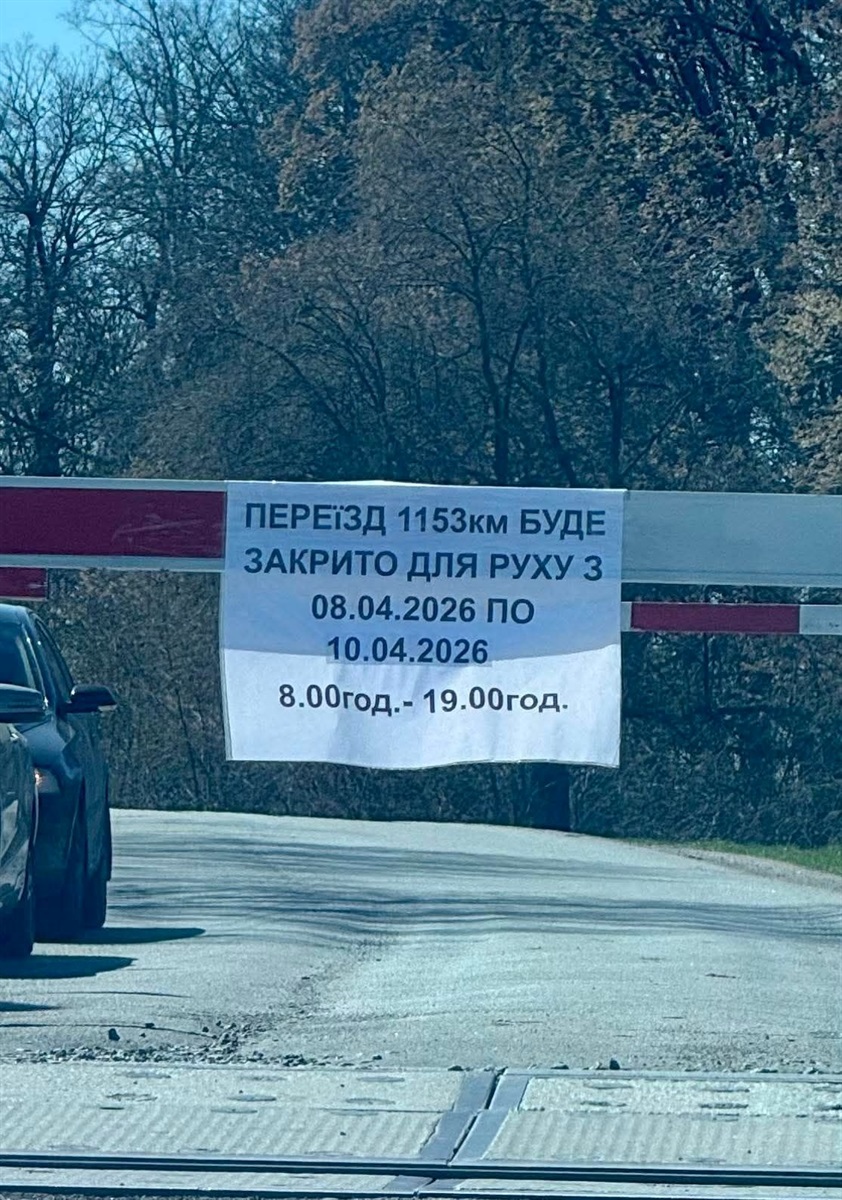 ПЕРЕїЗД 1153км БУДЕ
ЗАКРИТО ДЛЯ РУХУ З
08.04.2026 ПО
10.04.2026
8.00год.- 19.00год.